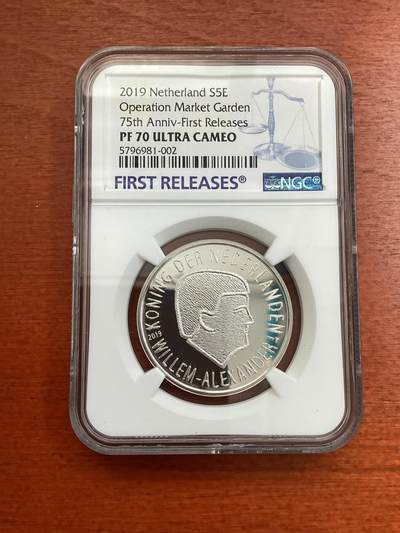 2019 Netherland S5E
Operation Market Garden
75th Anniv-First Releases
PF 70 ULTRA CAMEO
5796981-002
FIRST RELEASES®
NGC®
KONING DER NEDERLANDEN
WILLEM-ALEXANDER
2019